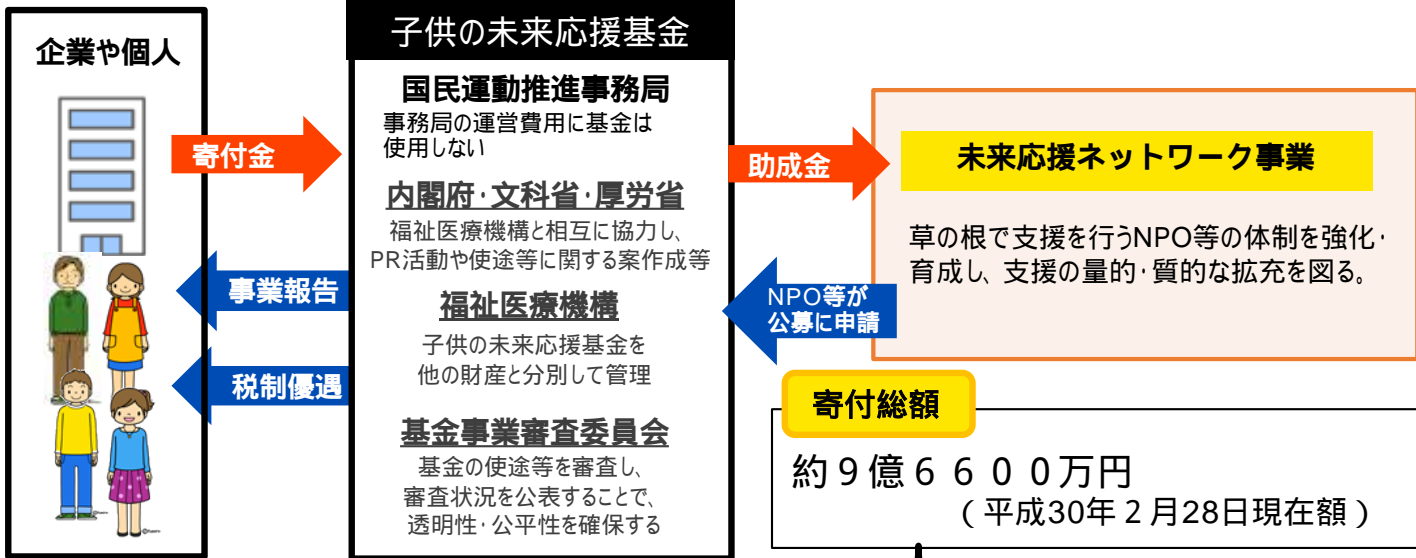 企業や個人
寄付金
事業報告
税制優遇
子供の未来応援基金
国民運動推進事務局
事務局の運営費用に基金は
使用しない
内閣府･文科省･厚労省
福祉医療機構と相互に協力し、
PR活動や使途等に関する案作成等
福祉医療機構
子供の未来応援基金を
他の財産と分別して管理
基金事業審査委員会
基金の使途等を審査し、
審査状況を公表することで、
透明性･公平性を確保する
助成金
NPO等が
公募に申請
未来応援ネットワーク事業
草の根で支援を行うNPO等の体制を強化･
育成し、支援の量的･質的な拡充を図る。
寄付総額
約９億６６００万円
（平成30年２月28日現在額）